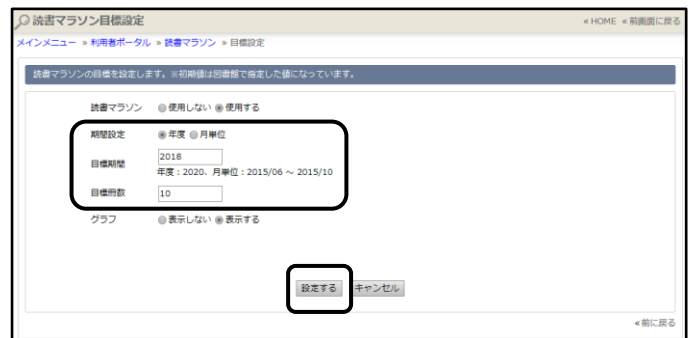 読書マラソン目標設定
«HOME «前画面に戻る
メインメニュー » 利用者ポータル » 読書マラソン » 目標設定
読書マラソンの目標を設定します。※初期値は図書館で指定した値になっています。
読書マラソン 使用しない 使用する
期間設定 年度 月単位
目標期間 2018
年度：2020、月単位：2015/06 ～ 2015/10
目標冊数 10
グラフ 表示しない 表示する
設定する キャンセル
«前に戻る